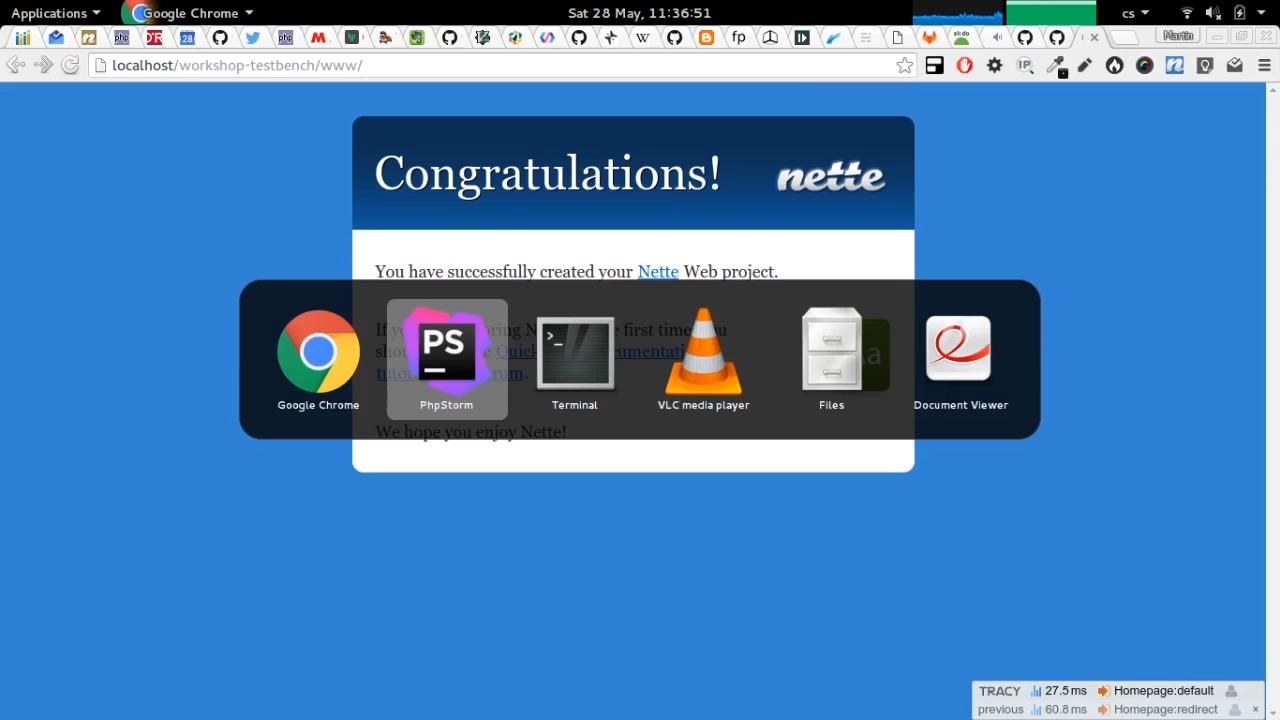 Applications
Google Chrome
Sat 28 May, 11:36:51
cs
Martin
localhost/workshop-testbench/www/
Congratulations!
nette
You have successfully created your Nette Web project.
We hope you enjoy Nette!
PS
>_
Google Chrome
PhpStorm
Terminal
VLC media player
Files
Document Viewer
TRACY 27.5 ms Homepage:default
previous 60.8 ms Homepage:redirect ×